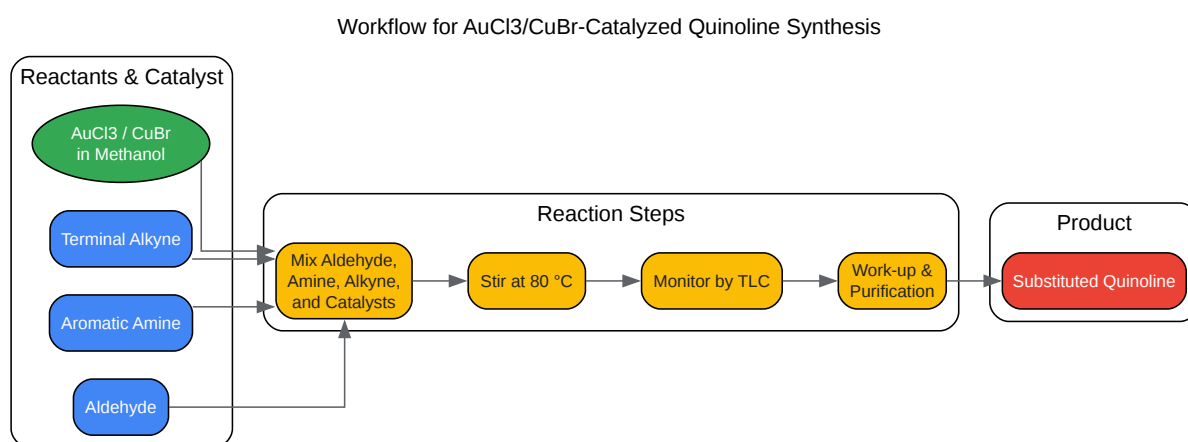 Workflow for AuCl3/CuBr-Catalyzed Quinoline Synthesis
Reactants & Catalyst
AuCl3 / CuBr
in Methanol
Terminal Alkyne
Aromatic Amine
Aldehyde
Reaction Steps
Mix Aldehyde,
Amine, Alkyne,
and Catalysts
Stir at 80 °C
Monitor by TLC
Work-up &
Purification
Product
Substituted Quinoline